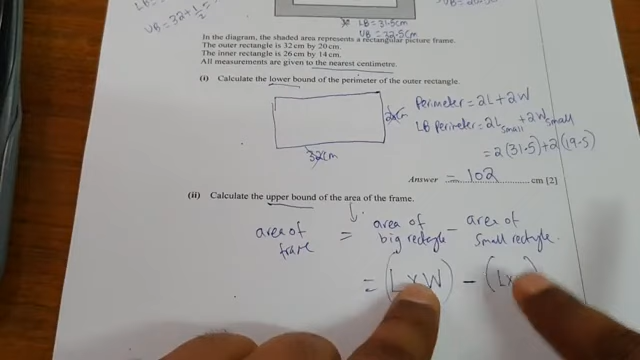 UB = 32 + ½ =
LB = 31.5cm
UB = 32.5cm
In the diagram, the shaded area represents a rectangular picture frame.
The outer rectangle is 32 cm by 20 cm.
The inner rectangle is 26 cm by 14 cm.
All measurements are given to the nearest centimetre.
(i) Calculate the lower bound of the perimeter of the outer rectangle.
Perimeter = 2L + 2W
LB Perimeter = 2L small + 2W small
32cm
= 2(31.5) + 2(19.5)
Answer = 102 cm [2]
(ii) Calculate the upper bound of the area of the frame.
area of frame = area of big rectangle - area of small rectangle.
= (L x W) - (L x